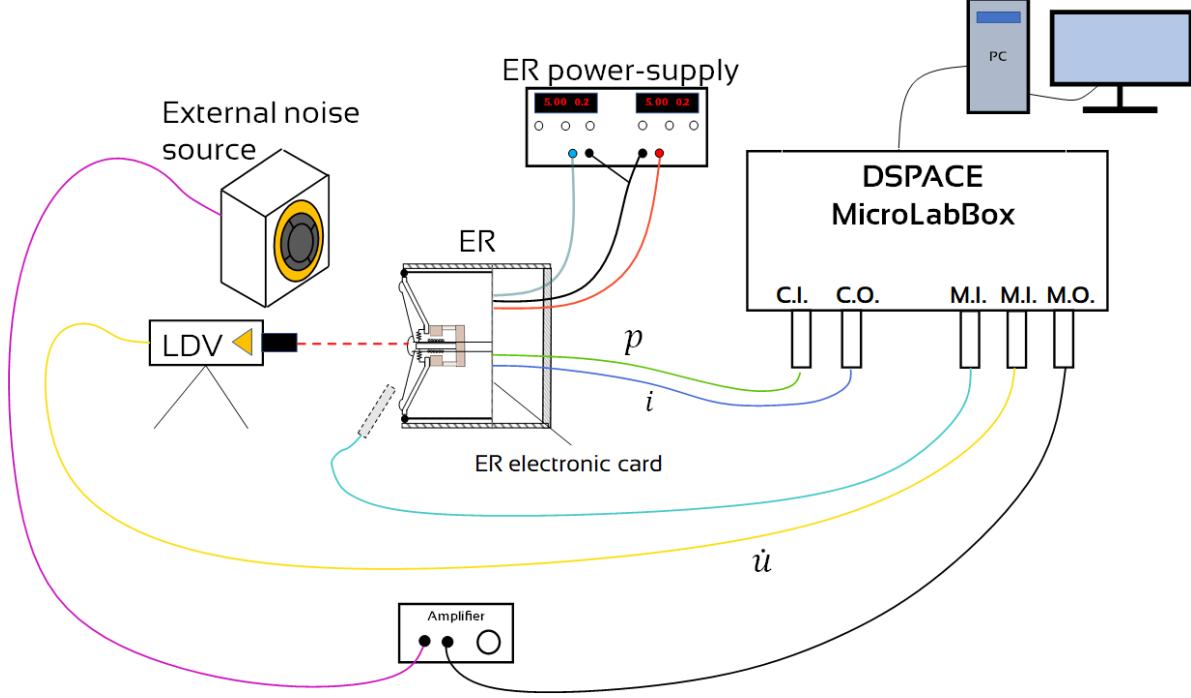 PC
ER power-supply
5.00 0.2
5.00 0.2
External noise
source
DSPACE
MicroLabBox
ER
C.I.
C.O.
M.I.
M.I.
M.O.
LDV
p
i
ER electronic card
u̇
Amplifier